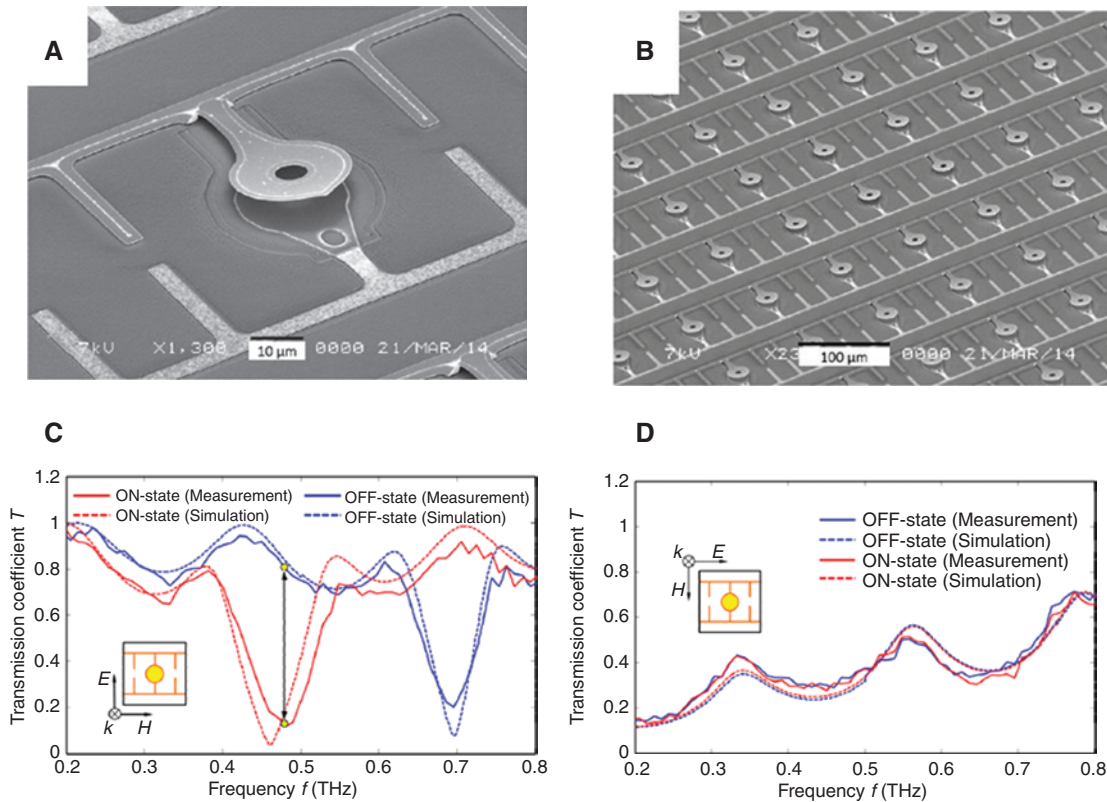 A
7kV X1,300 10 µm 0000 21/MAR/14
B
7kV X23 100 µm 0000 21/MAR/14
C
Transmission coefficient T
1.2
1
0.8
0.6
0.4
0.2
0
ON-state (Measurement)
ON-state (Simulation)
OFF-state (Measurement)
OFF-state (Simulation)
E
k
H
0.2 0.3 0.4 0.5 0.6 0.7 0.8
Frequency f (THz)
D
Transmission coefficient T
1.2
1
0.8
0.6
0.4
0.2
0
OFF-state (Measurement)
OFF-state (Simulation)
ON-state (Measurement)
ON-state (Simulation)
k
E
H
0.2 0.3 0.4 0.5 0.6 0.7 0.8
Frequency f (THz)